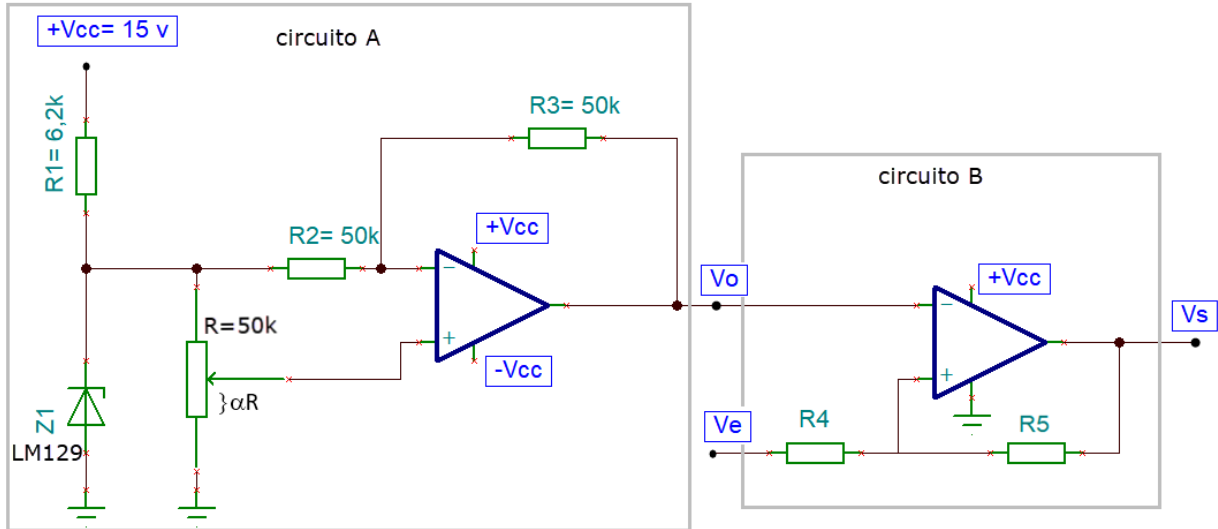 +Vcc= 15 v
circuito A
R1= 6,2k
R3= 50k
R2= 50k
+Vcc
−
+
-Vcc
R=50k
}αR
Z1
LM129
Vo
circuito B
+Vcc
−
+
Vs
Ve
R4
R5